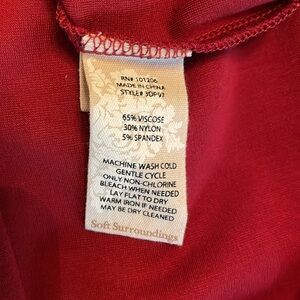 RN# 101206
MADE IN CHINA
STYLE# 3DP97
65% VISCOSE
30% NYLON
5% SPANDEX
MACHINE WASH COLD
GENTLE CYCLE
ONLY NON-CHLORINE
BLEACH WHEN NEEDED
LAY FLAT TO DRY
WARM IRON IF NEEDED
MAY BE DRY CLEANED
Soft Surroundings